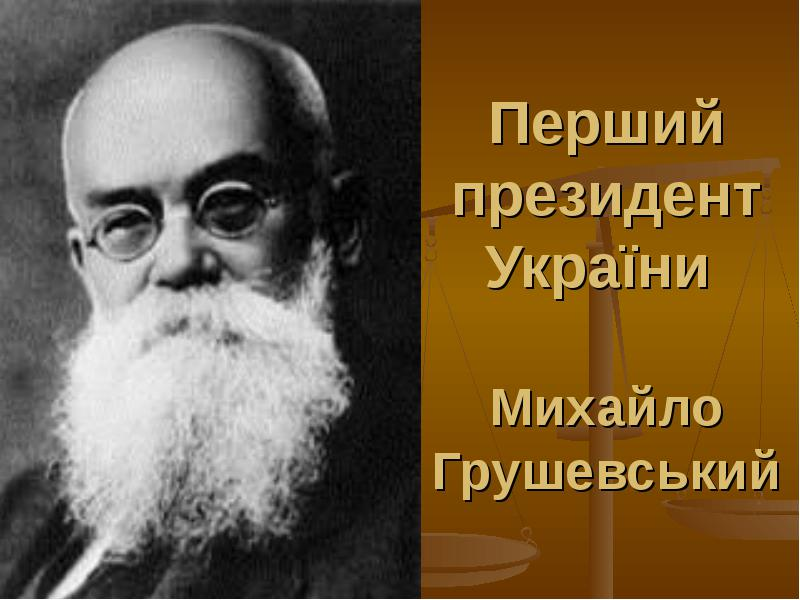 Перший
президент
України
Михайло
Грушевський